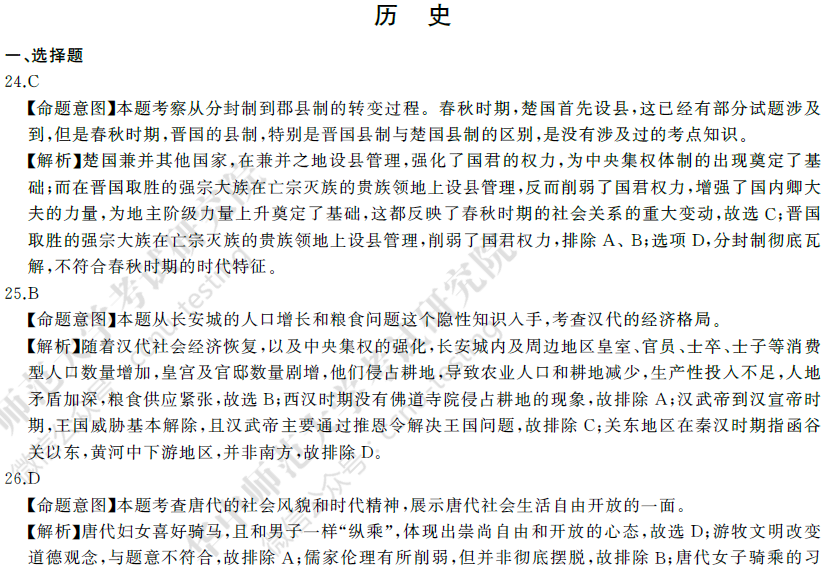 历 史
一、选择题
24.C
【命题意图】本题考察从分封制到郡县制的转变过程。春秋时期,楚国首先设县,这已经有部分试题涉及
到,但是春秋时期,晋国的县制,特别是晋国县制与楚国县制的区别,是没有涉及过的考点知识。
【解析】楚国兼并其他国家,在兼并之地设县管理,强化了国君的权力,为中央集权体制的出现奠定了基
础;而在晋国取胜的强宗大族在亡宗灭族的贵族领地上设县管理,反而削弱了国君权力,增强了国内卿大
夫的力量,为地主阶级力量上升奠定了基础,这都反映了春秋时期的社会关系的重大变动,故选 C;晋国
取胜的强宗大族在亡宗灭族的贵族领地上设县管理,削弱了国君权力,排除 A、B;选项 D,分封制彻底瓦
解,不符合春秋时期的时代特征。
25.B
【命题意图】本题从长安城的人口增长和粮食问题这个隐性知识入手,考查汉代的经济格局。
【解析】随着汉代社会经济恢复,以及中央集权的强化,长安城内及周边地区皇室、官员、士卒、士子等消费
型人口数量增加,皇宫及官邸数量剧增,他们侵占耕地,导致农业人口和耕地减少,生产性投入不足,人地
矛盾加深,粮食供应紧张,故选 B;西汉时期没有佛道寺院侵占耕地的现象,故排除 A;汉武帝到汉宣帝时
期,王国威胁基本解除,且汉武帝主要通过推恩令解决王国问题,故排除 C;关东地区在秦汉时期指函谷
关以东,黄河中下游地区,并非南方,故排除 D。
26.D
【命题意图】本题考查唐代的社会风貌和时代精神,展示唐代社会生活自由开放的一面。
【解析】唐代妇女喜好骑马,且和男子一样“纵乘”,体现出崇尚自由和开放的心态,故选 D;游牧文明改变
道德观念,与题意不符合,故排除 A;儒家伦理有所削弱,但并非彻底摆脱,故排除 B;唐代女子骑乘的习